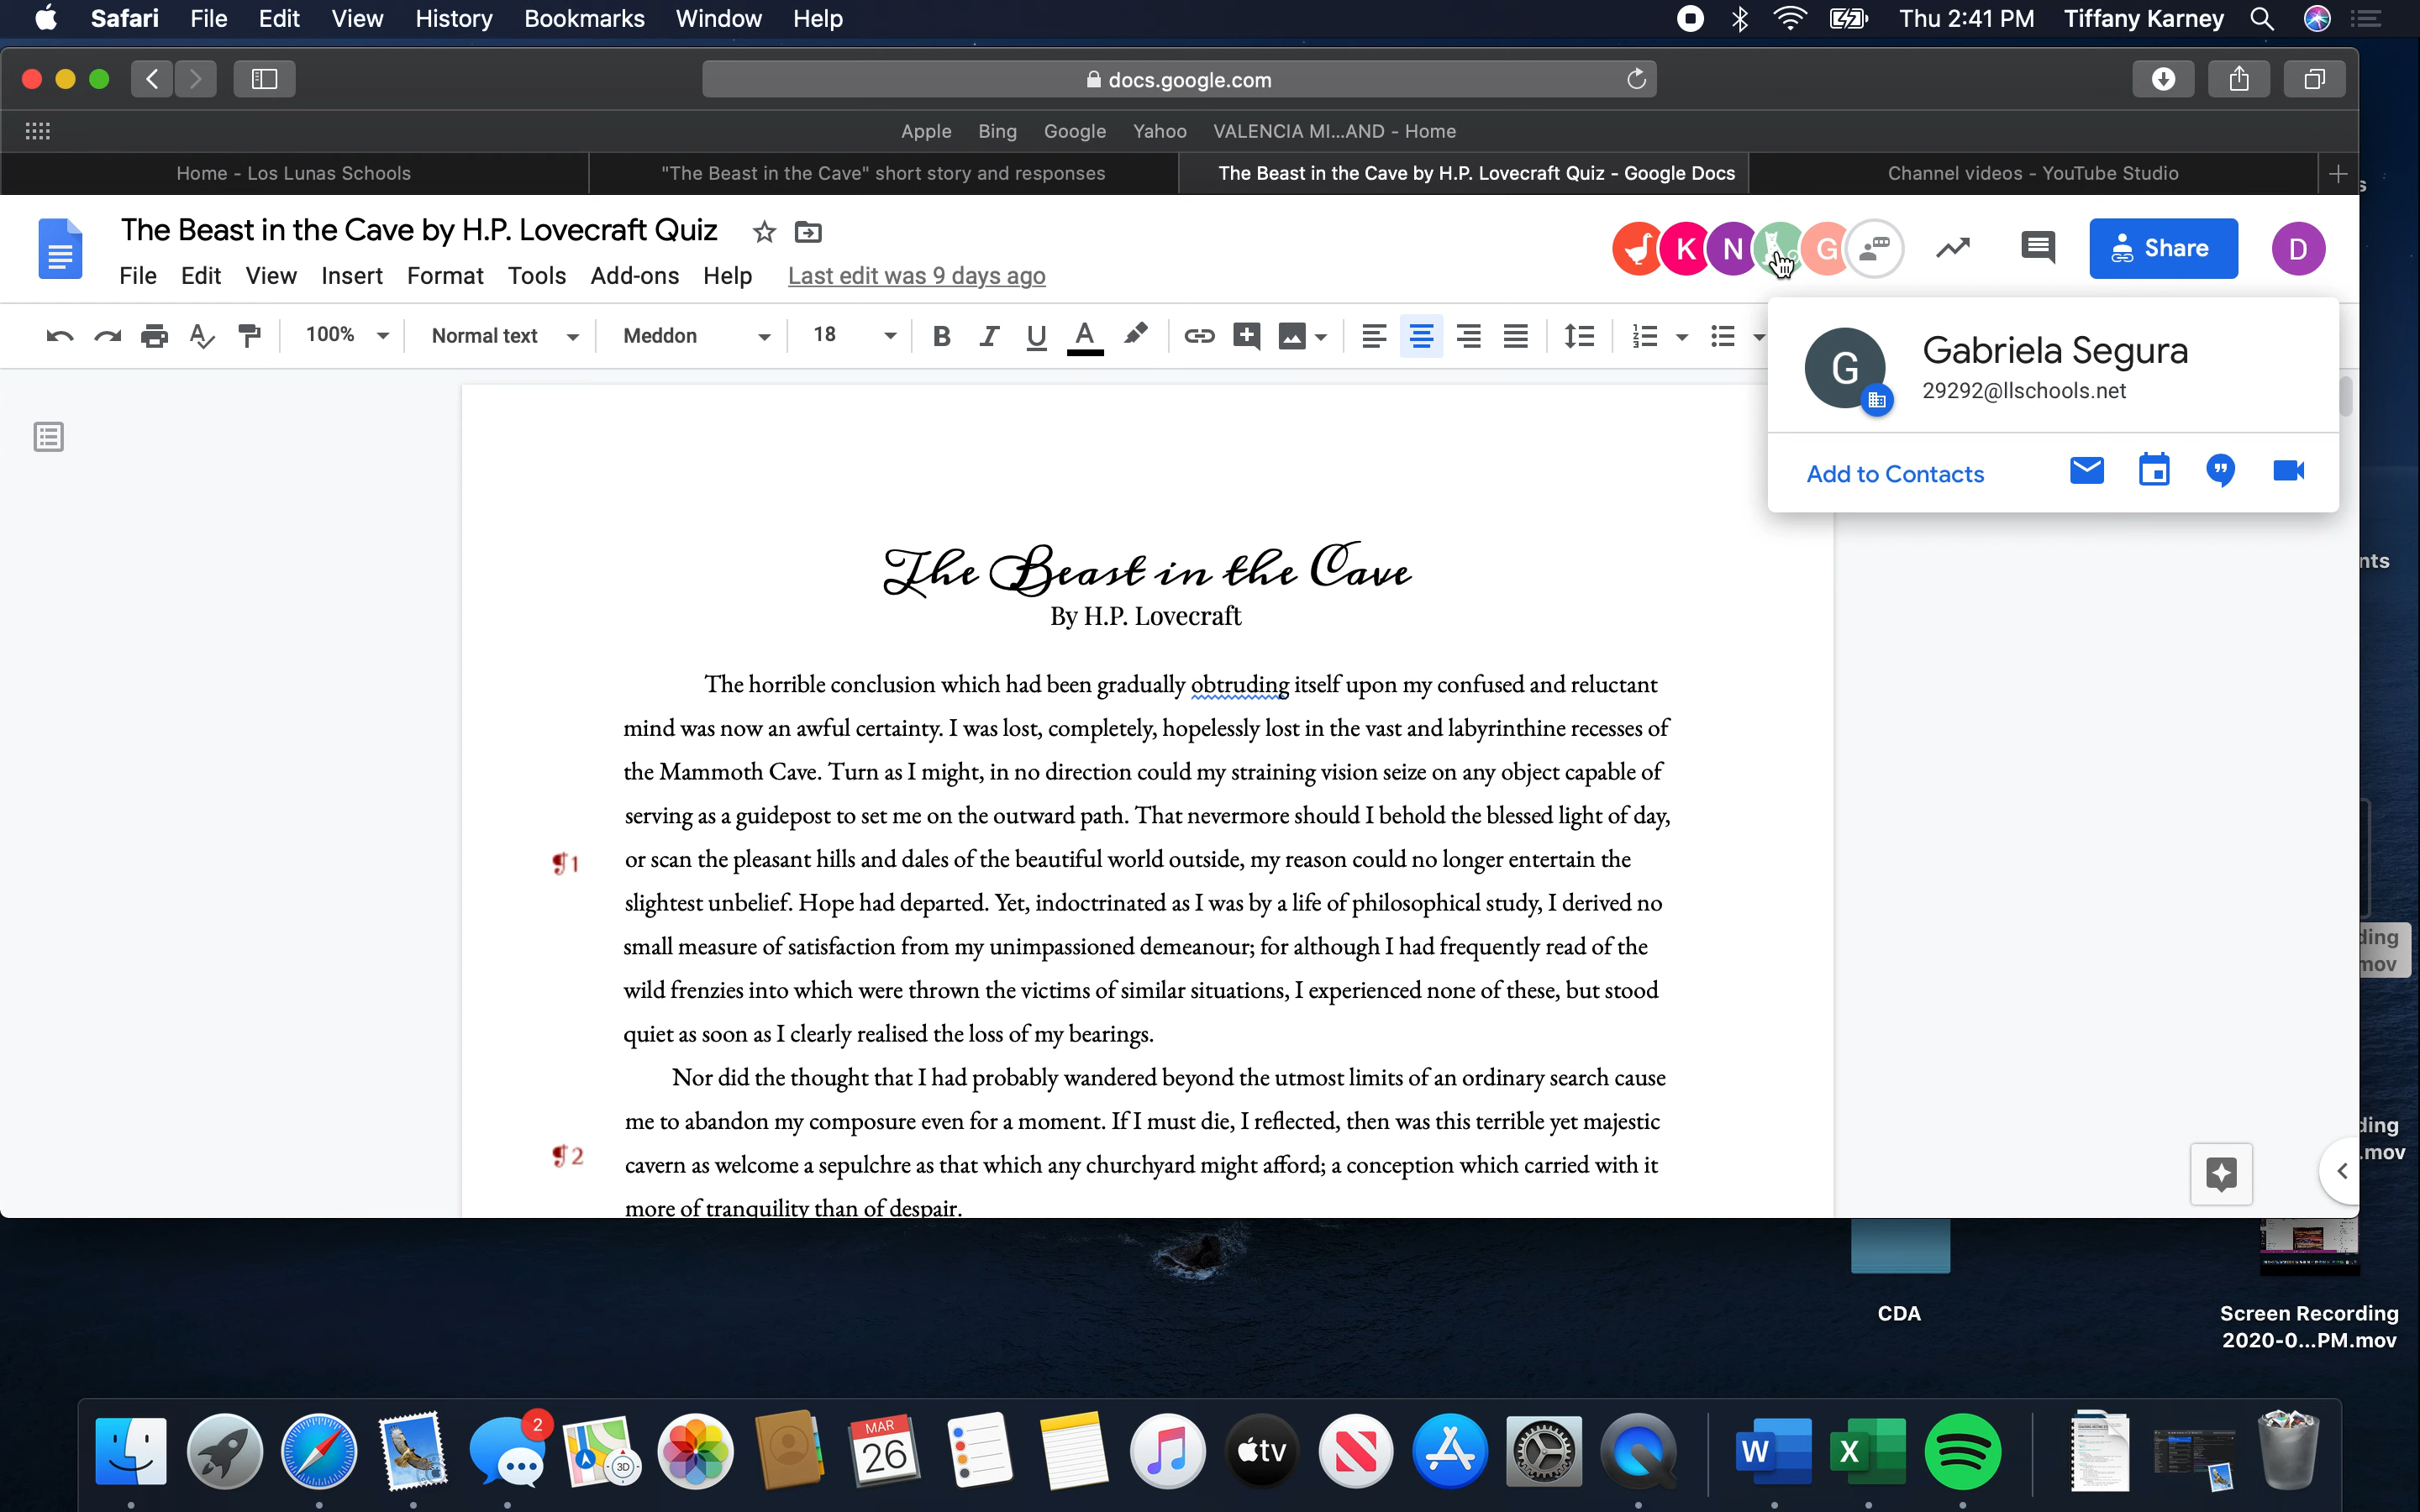 Safari File Edit View History Bookmarks Window Help Thu 2:41 PM Tiffany Karney
docs.google.com
Apple Bing Google Yahoo VALENCIA MI...AND - Home
Home - Los Lunas Schools "The Beast in the Cave" short story and responses The Beast in the Cave by H.P. Lovecraft Quiz - Google Docs Channel videos - YouTube Studio
The Beast in the Cave by H.P. Lovecraft Quiz
K N G Share D
File Edit View Insert Format Tools Add-ons Help Last edit was 9 days ago
100% Normal text Meddon 18 B I U A
G Gabriela Segura
29292@llschools.net
Add to Contacts
The Beast in the Cave
By H.P. Lovecraft
The horrible conclusion which had been gradually obtruding itself upon my confused and reluctant
mind was now an awful certainty. I was lost, completely, hopelessly lost in the vast and labyrinthine recesses of
the Mammoth Cave. Turn as I might, in no direction could my straining vision seize on any object capable of
serving as a guidepost to set me on the outward path. That nevermore should I behold the blessed light of day,
¶1 or scan the pleasant hills and dales of the beautiful world outside, my reason could no longer entertain the
slightest unbelief. Hope had departed. Yet, indoctrinated as I was by a life of philosophical study, I derived no
small measure of satisfaction from my unimpassioned demeanour; for although I had frequently read of the
wild frenzies into which were thrown the victims of similar situations, I experienced none of these, but stood
quiet as soon as I clearly realised the loss of my bearings.
Nor did the thought that I had probably wandered beyond the utmost limits of an ordinary search cause
me to abandon my composure even for a moment. If I must die, I reflected, then was this terrible yet majestic
¶2 cavern as welcome a sepulchre as that which any churchyard might afford; a conception which carried with it
more of tranquility than of despair.
nts
ding
mov
ding
.mov
CDA
Screen Recording
2020-0...PM.mov
2
3D
MAR
26
tv
W
X